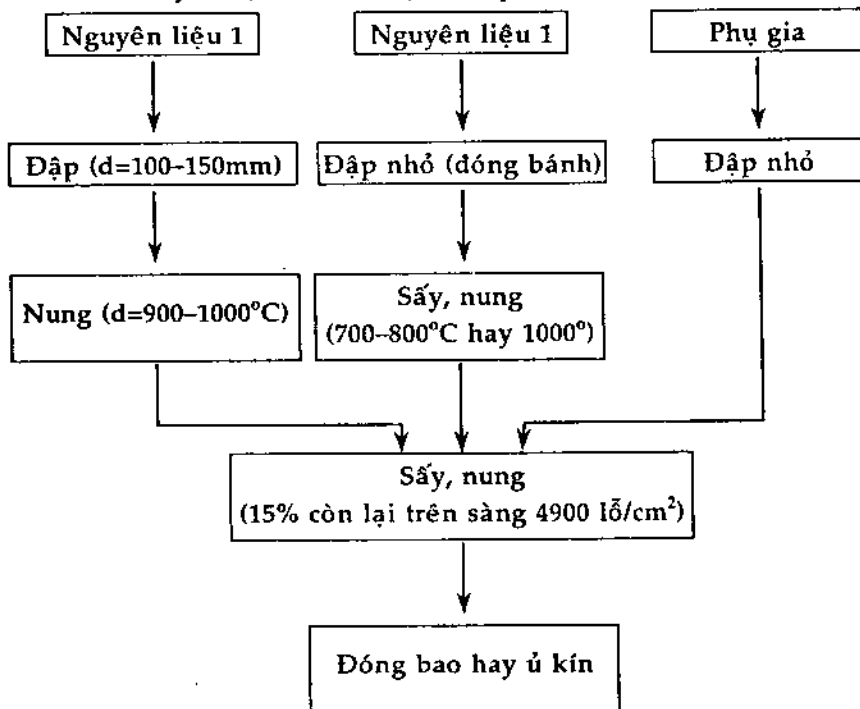 Nguyên liệu 1
Nguyên liệu 1
Phụ gia
Đập (d=100–150mm)
Đập nhỏ (đóng bánh)
Đập nhỏ
Nung (d=900–1000°C)
Sấy, nung
(700–800°C hay 1000°)
Sấy, nung
(15% còn lại trên sàng 4900 lỗ/cm²)
Đóng bao hay ủ kín